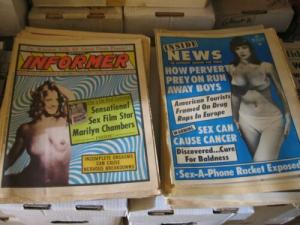 INFORMER
Sensational
Sex Film Star
Marilyn Chambers
INCOMPLETE ORGASMS
CAN CAUSE
NERVOUS BREAKDOWNS
INSIDE
NEWS
HOW PERVERTS
PREY ON RUN
AWAY BOYS
American Tourists
Framed On Drug
Raps In Europe
WARNING: SEX CAN
CAUSE CANCER
Discovered...Cure
For Baldness
Sex-A-Phone Racket Exposed